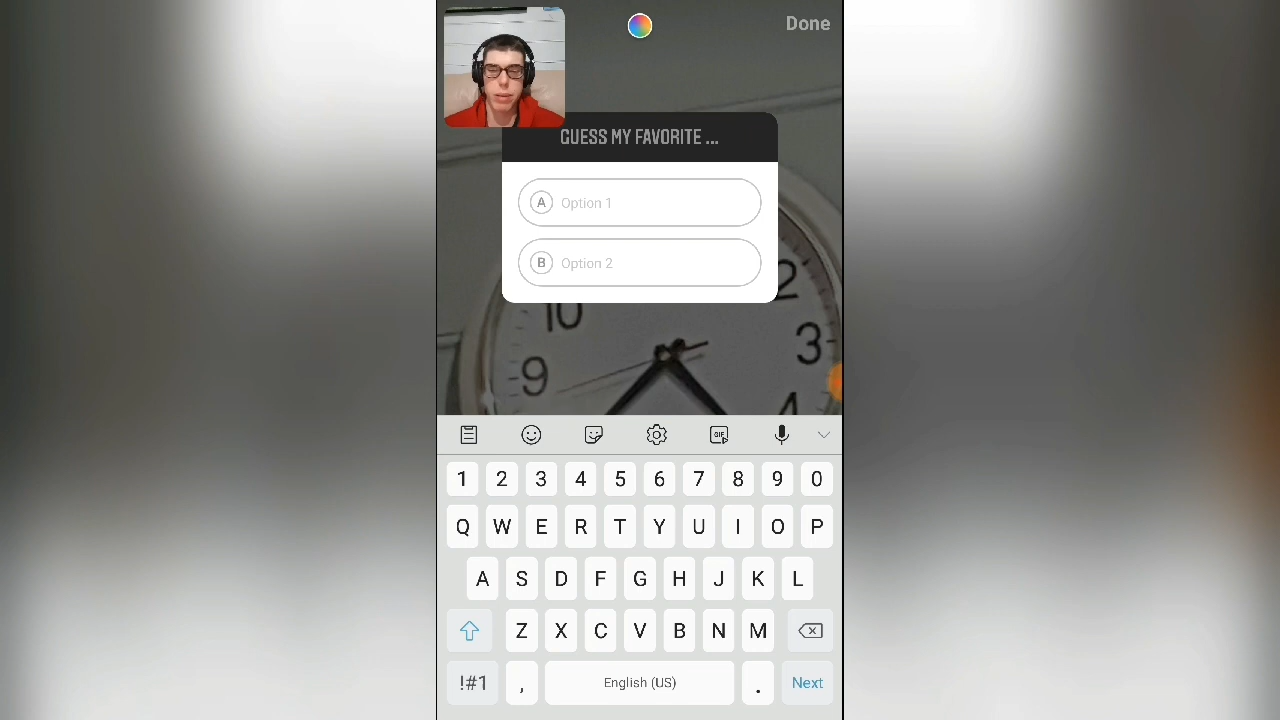 Done
GUESS MY FAVORITE ...
A Option 1
B Option 2
2
10
3
9
4
GIF
1 2 3 4 5 6 7 8 9 0
Q W E R T Y U I O P
A S D F G H J K L
Z X C V B N M
!#1 , English (US) . Next